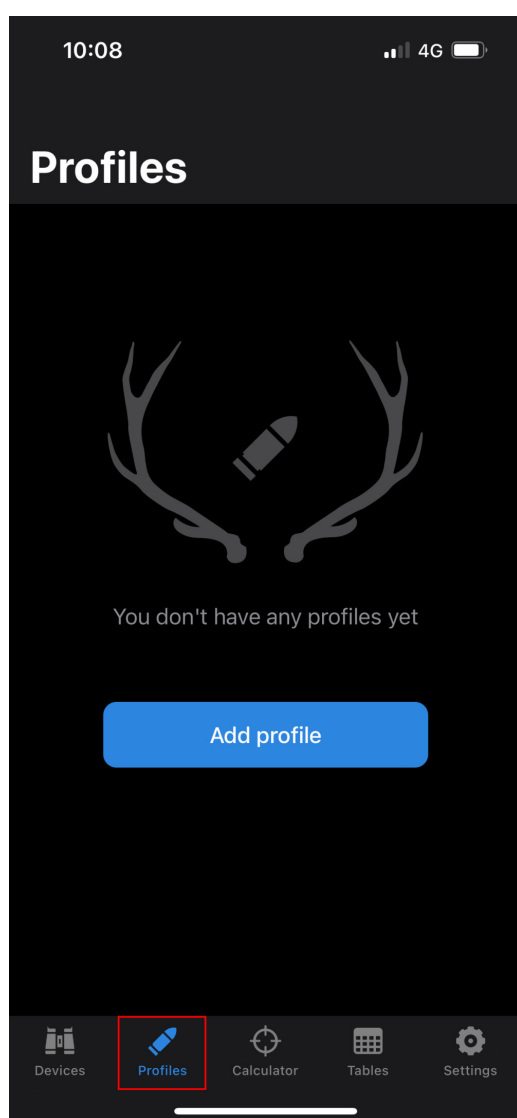 10:08 4G
Profiles
You don't have any profiles yet
Add profile
Devices Profiles Calculator Tables Settings